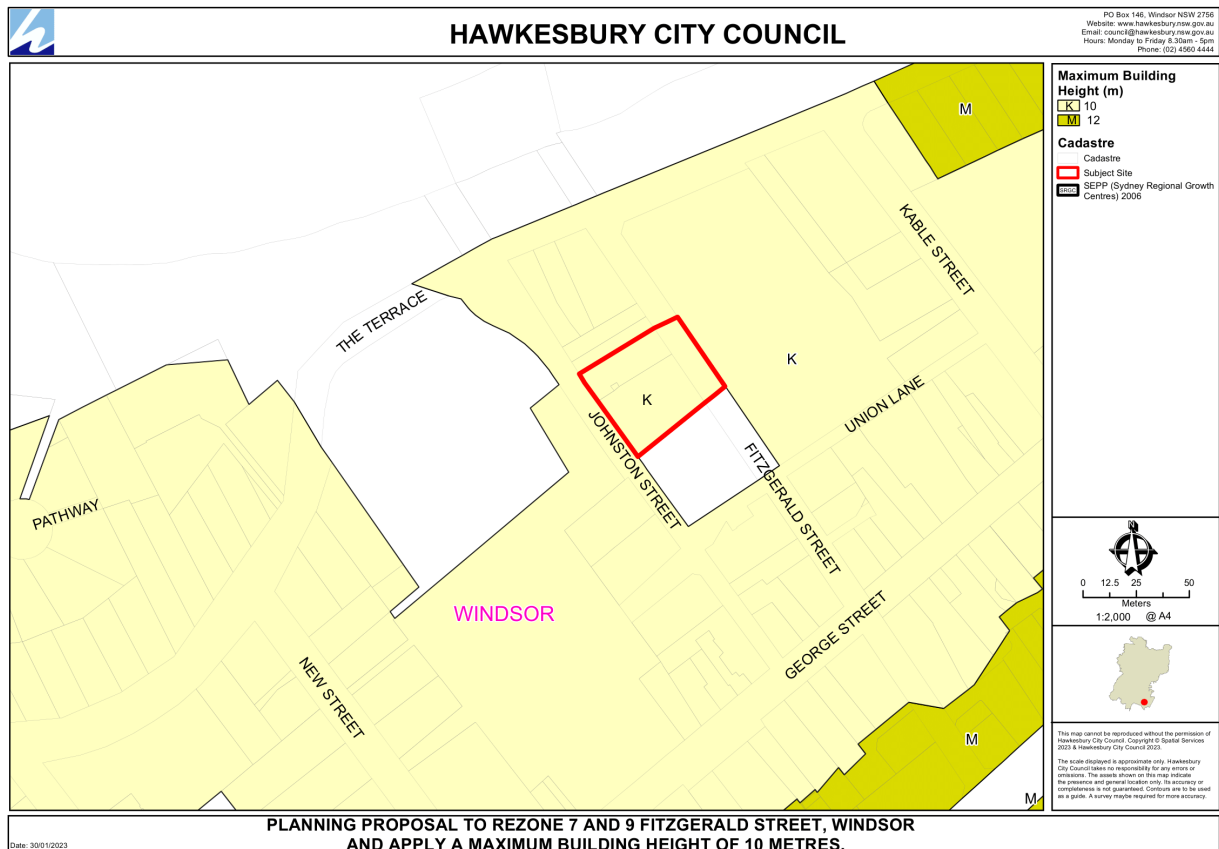 HAWKESBURY CITY COUNCIL
PO Box 146, Windsor NSW 2756
Website: www.hawkesbury.nsw.gov.au
Email: council@hawkesbury.nsw.gov.au
Hours: Monday to Friday 8.30am - 5pm
Phone: (02) 4560 4444
M
KABLE STREET
THE TERRACE
K
K
UNION LANE
JOHNSTON STREET
FITZGERALD STREET
PATHWAY
WINDSOR
GEORGE STREET
NEW STREET
M
M
Maximum Building
Height (m)
K 10
M 12
Cadastre
Cadastre
Subject Site
SRGC SEPP (Sydney Regional Growth
Centres) 2006
N
0 12.5 25 50
Meters
1:2,000 @ A4
This map cannot be reproduced without the permission of
Hawkesbury City Council. Copyright © Spatial Services
2023 & Hawkesbury City Council 2023.
The scale displayed is approximate only. Hawkesbury
City Council takes no responsibility for any errors or
omissions. The assets shown on this map indicate
the presence and general location only. Its accuracy or
completeness is not guaranteed. Contours are to be used
as a guide. A survey maybe required for more accuracy.
PLANNING PROPOSAL TO REZONE 7 AND 9 FITZGERALD STREET, WINDSOR
AND APPLY A MAXIMUM BUILDING HEIGHT OF 10 METRES.
Date: 30/01/2023